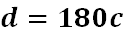 d = 180c